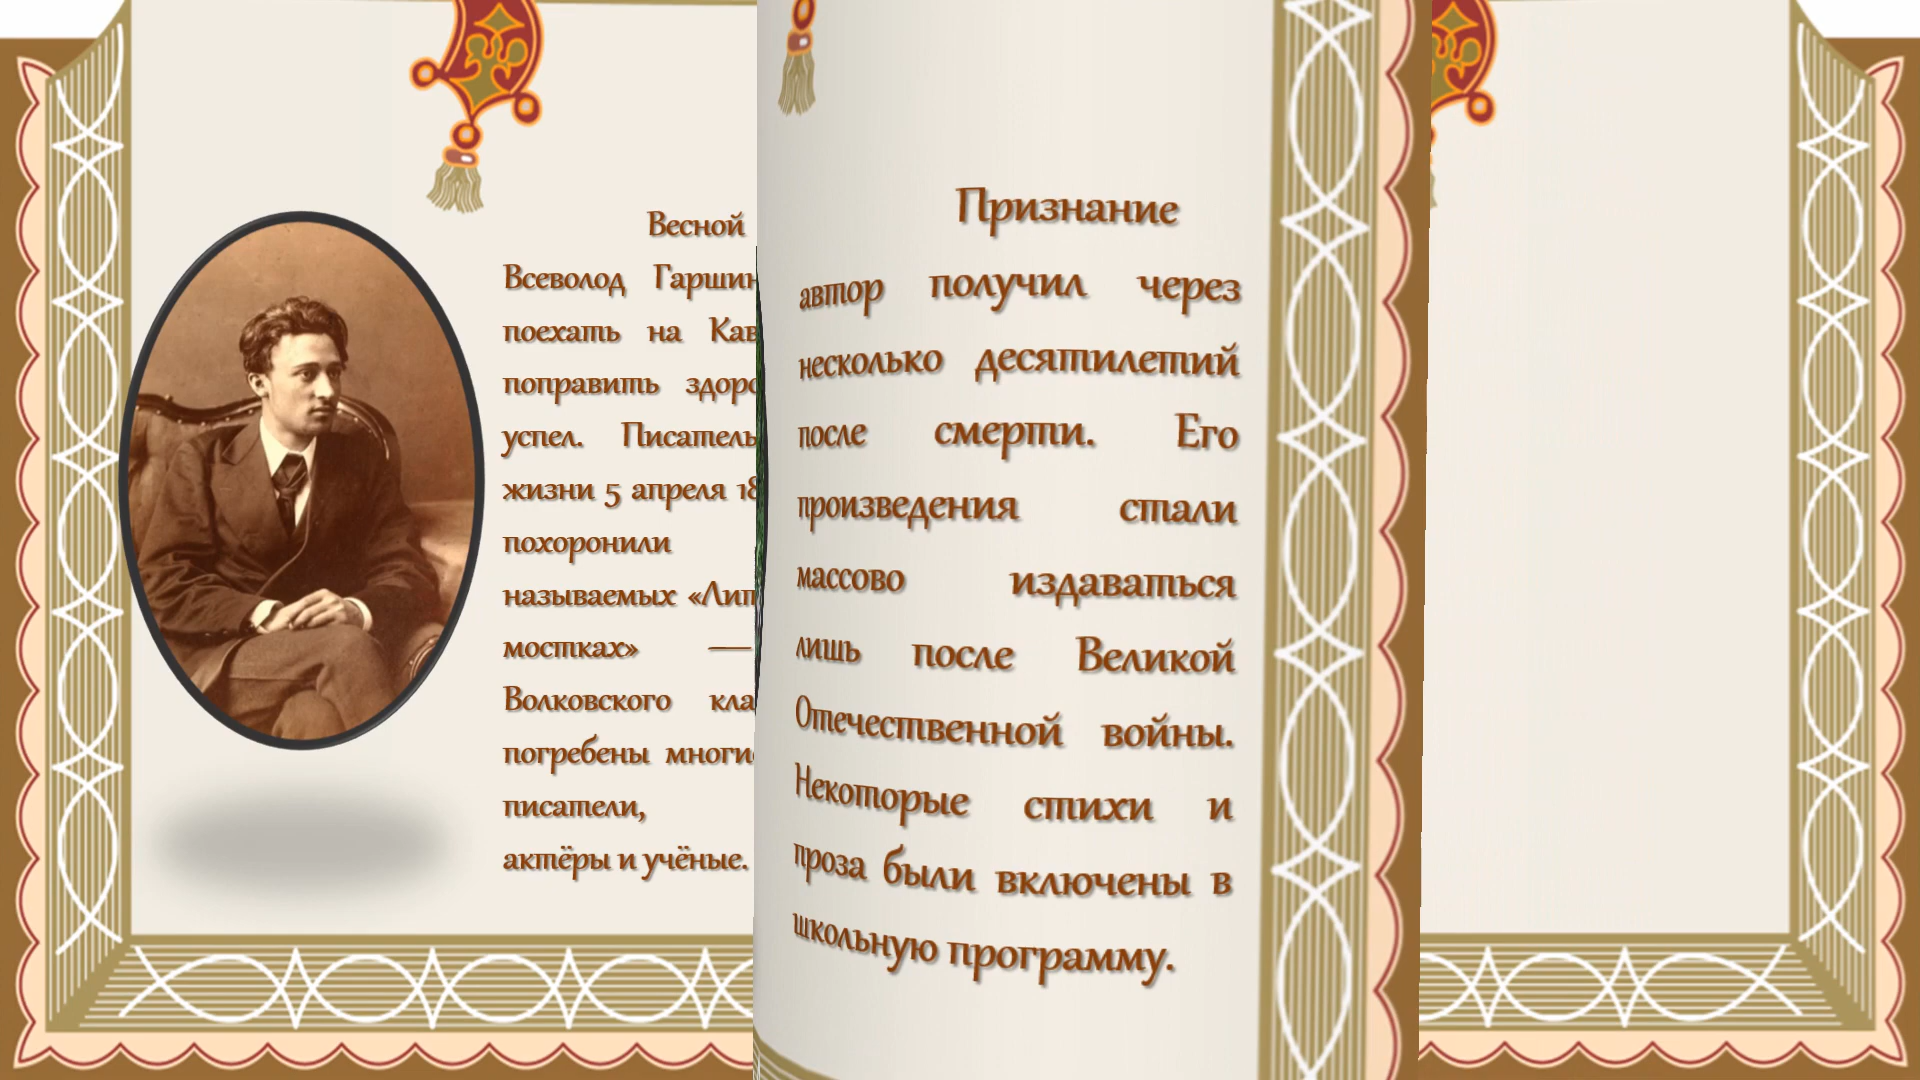 Весной
Всеволод Гаршин
поехать на
поправить
успел. Писатель
жизни 5 апреля
похоронили
называемых
мостках» —
Волковского
погребены
писатели,
актёры и учёные.
Признание
автор получил через
несколько десятилетий
после смерти. Его
произведения стали
массово издаваться
лишь после Великой
Отечественной войны.
Некоторые стихи и
проза были включены в
школьную программу.